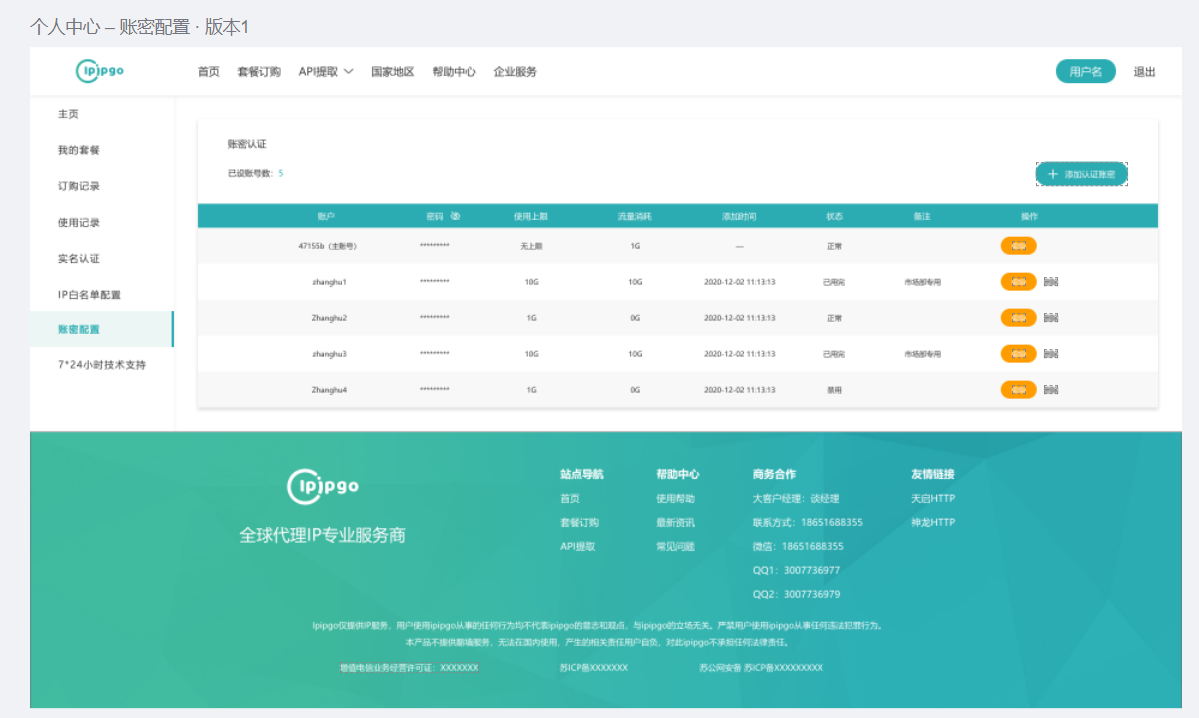 个人中心 – 账密配置 · 版本1
ipipgo 首页 套餐订购 API提取 国家地区 帮助中心 企业服务 用户名 退出
主页
我的套餐
订购记录
使用记录
实名认证
IP白名单配置
账密配置
7*24小时技术支持
账密认证
已设账号数: 5
+ 添加认证账密
账户 密码 使用上限 流量消耗 添加时间 状态 备注 操作
47155b（主账号） ********* 无上限 1G — 正常
zhanghu1 ********* 10G 10G 2020-12-02 11:13:13 已用完 市场部专用
Zhanghu2 ********* 1G 0G 2020-12-02 11:13:13 正常
zhanghu3 ********* 10G 10G 2020-12-02 11:13:13 已用完 市场部专用
Zhanghu4 ********* 1G 0G 2020-12-02 11:13:13 禁用
ipipgo
全球代理IP专业服务商
站点导航
首页
套餐订购
API提取
帮助中心
使用帮助
最新资讯
常见问题
商务合作
大客户经理：谈经理
联系方式：18651688355
微信：18651688355
QQ1：3007736977
QQ2：3007736979
友情链接
天启HTTP
神龙HTTP
Ipipgo仅提供IP服务，用户使用ipipgo从事的任何行为均不代表ipipgo的意志和观点，与ipipgo的立场无关。严禁用户使用ipipgo从事任何违法犯罪行为。
本产品不提供翻墙服务，无法在国内使用，产生的相关责任用户自负，对此ipipgo不承担任何法律责任。
增值电信业务经营许可证：XXXXXXX 苏ICP备XXXXXXX 苏公网安备 苏ICP备XXXXXXXXX